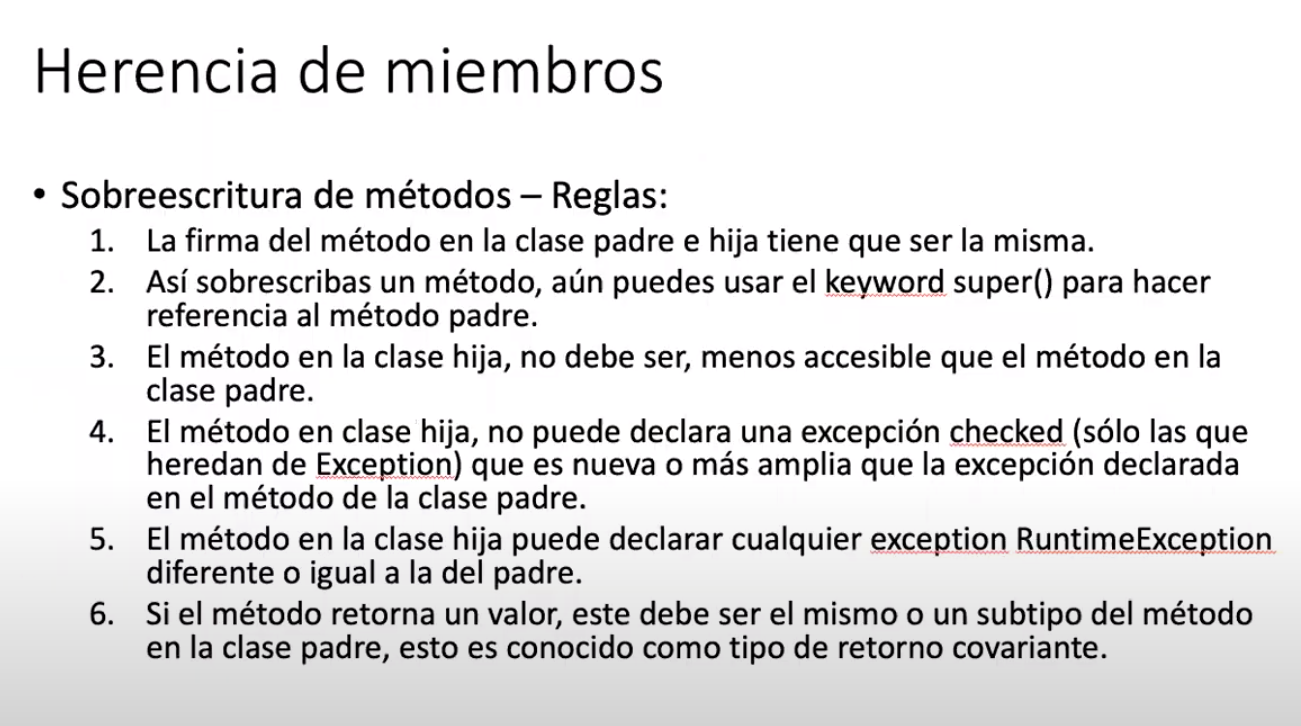 Herencia de miembros
• Sobreescritura de métodos – Reglas:
1. La firma del método en la clase padre e hija tiene que ser la misma.
2. Así sobrescribas un método, aún puedes usar el keyword super() para hacer
referencia al método padre.
3. El método en la clase hija, no debe ser, menos accesible que el método en la
clase padre.
4. El método en clase hija, no puede declara una excepción checked (sólo las que
heredan de Exception) que es nueva o más amplia que la excepción declarada
en el método de la clase padre.
5. El método en la clase hija puede declarar cualquier exception RuntimeException
diferente o igual a la del padre.
6. Si el método retorna un valor, este debe ser el mismo o un subtipo del método
en la clase padre, esto es conocido como tipo de retorno covariante.